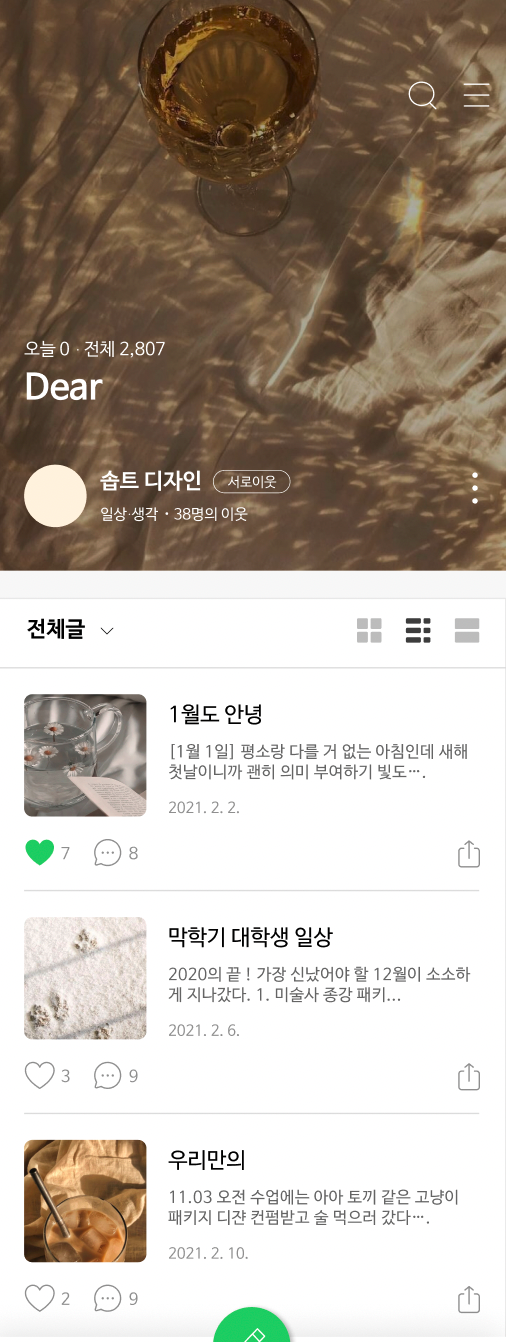 오늘 0 · 전체 2,807
Dear
솝트 디자인 서로이웃
일상·생각 · 38명의 이웃
전체글
1월도 안녕
[1월 1일] 평소랑 다를 거 없는 아침인데 새해
첫날이니까 괜히 의미 부여하기 빛도….
2021. 2. 2.
7 8
막학기 대학생 일상
2020의 끝 ! 가장 신났어야 할 12월이 소소하
게 지나갔다. 1. 미술사 종강 패키...
2021. 2. 6.
3 9
우리만의
11.03 오전 수업에는 아아 토끼 같은 고냥이
패키지 디쟌 컨펌받고 술 먹으러 갔다….
2021. 2. 10.
2 9